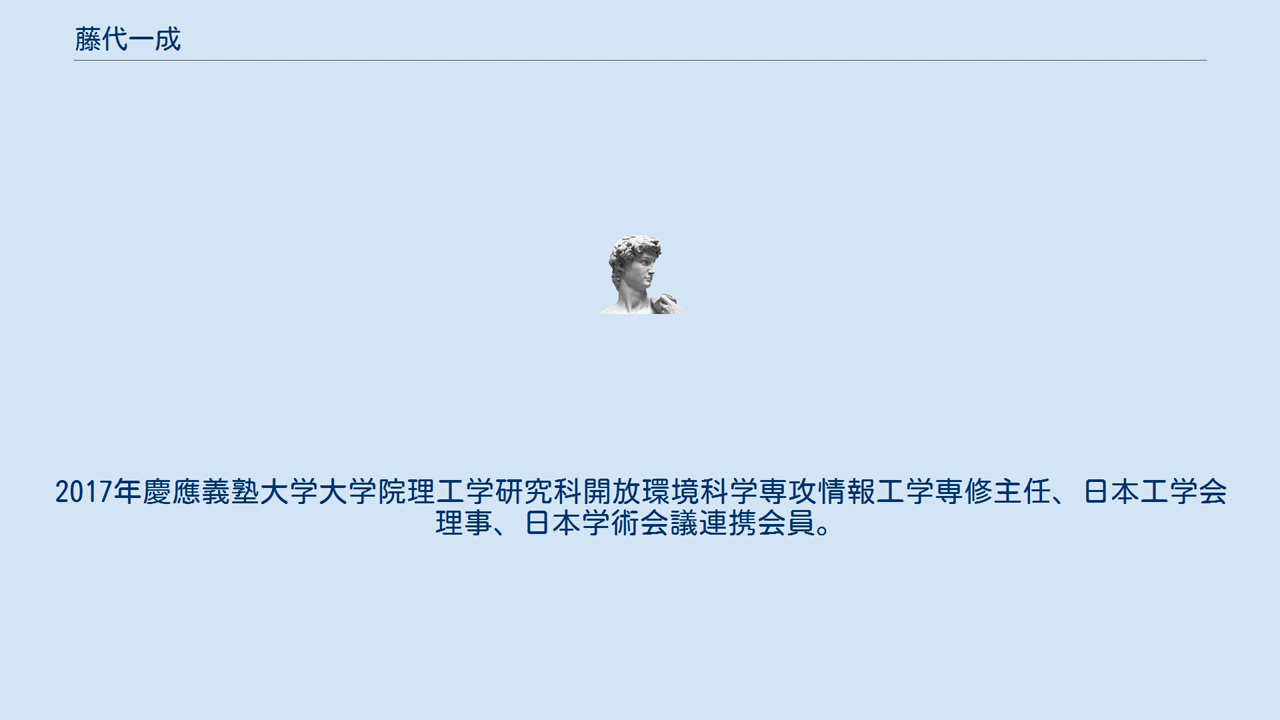 藤代一成
2017年慶應義塾大学大学院理工学研究科開放環境科学専攻情報工学専修主任、日本工学会
理事、日本学術会議連携会員。